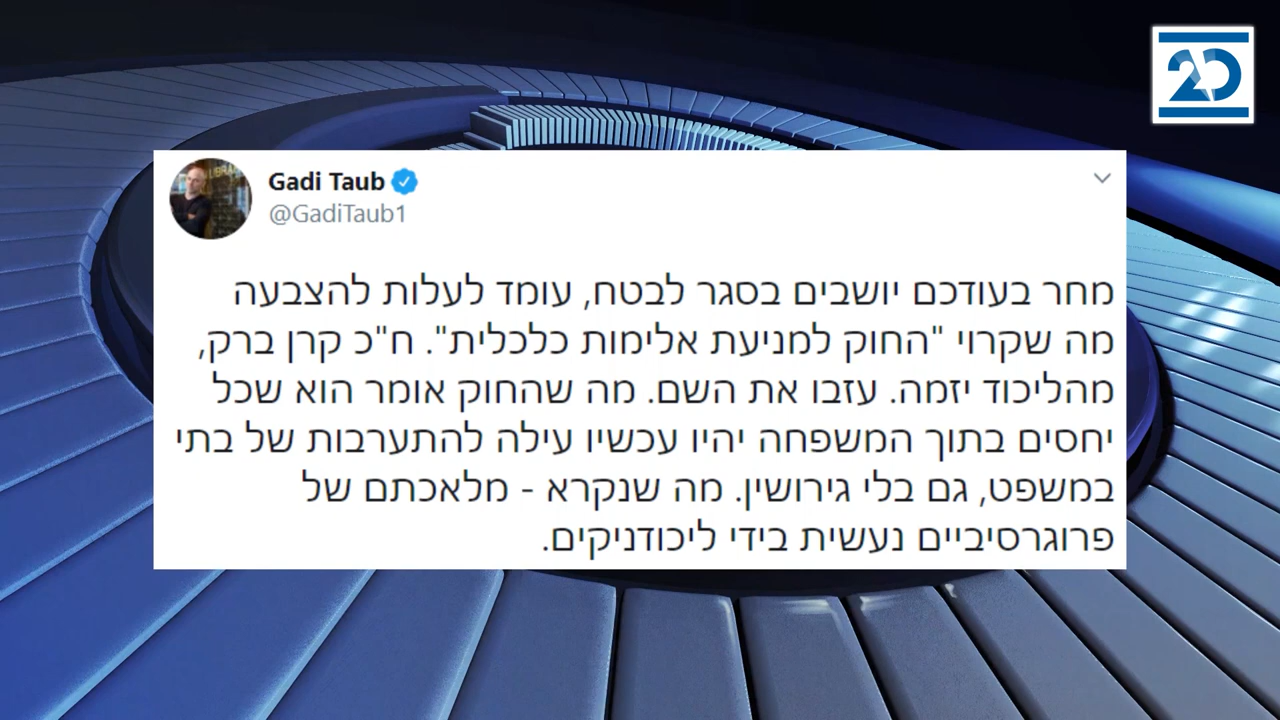 20
Gadi Taub
@GadiTaub1
מחר בעודכם יושבים בסגר לבטח, עומד לעלות להצבעה
מה שקרוי "החוק למניעת אלימות כלכלית". ח"כ קרן ברק,
מהליכוד יזמה. עזבו את השם. מה שהחוק אומר הוא שכל
יחסים בתוך המשפחה יהיו עכשיו עילה להתערבות של בתי
במשפט, גם בלי גירושין. מה שנקרא - מלאכתם של
פרוגרסיביים נעשית בידי ליכודניקים.